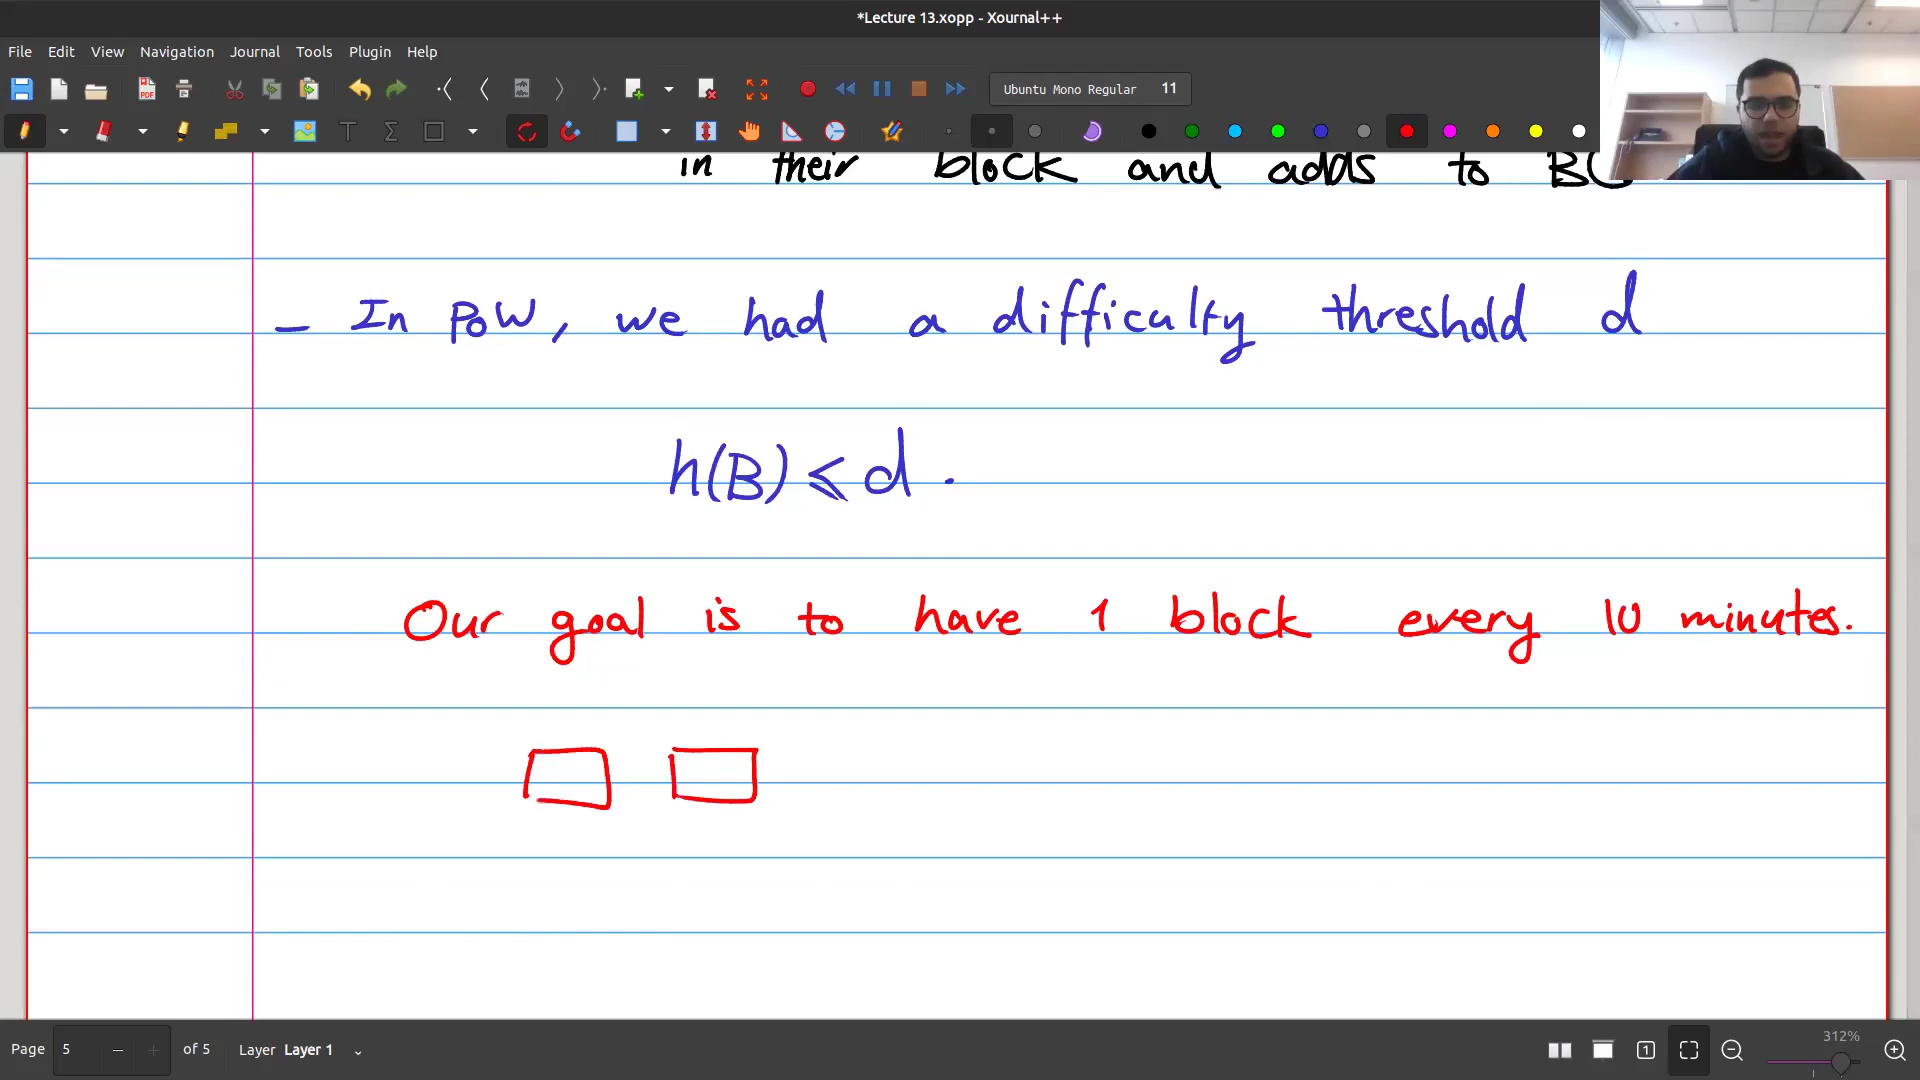 *Lecture 13.xopp - Xournal++
File Edit View Navigation Journal Tools Plugin Help
Ubuntu Mono Regular 11
in their block and adds to BC
- In PoW, we had a difficulty threshold d
h(B) ⩽ d.
Our goal is to have 1 block every 10 minutes.
Page 5 of 5 Layer Layer 1
312%